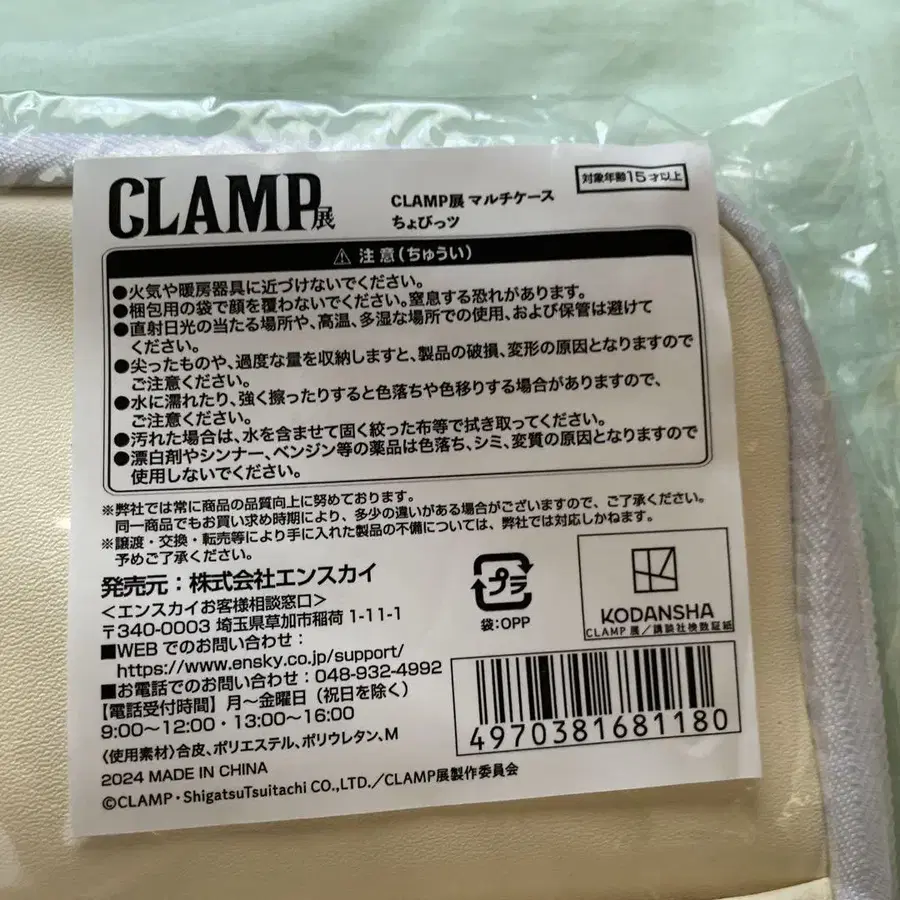 CLAMP展
CLAMP展 マルチケース
ちょびっツ
対象年齢15才以上
⚠ 注意(ちゅうい)
●火気や暖房器具に近づけないでください。
●梱包用の袋で顔を覆わないでください。窒息する恐れがあります。
●直射日光の当たる場所や、高温、多湿な場所での使用、および保管は避けて
ください。
●尖ったものや、過度な量を収納しますと、製品の破損、変形の原因となりますので
ご注意ください。
●水に濡れたり、強く擦ったりすると色落ちや色移りする場合がありますので、
ご注意ください。
●汚れた場合は、水を含ませて固く絞った布等で拭き取ってください。
●漂白剤やシンナー、ベンジン等の薬品は色落ち、シミ、変質の原因となりますので
使用しないでください。
※弊社では常に商品の品質向上に努めております。
同一商品でもお買い求め時期により、多少の違いがある場合がございますので、ご了承ください。
※譲渡・交換・転売等により手に入れた製品の不備については、弊社では対応しかねます。
予めご了承ください。
発売元:株式会社エンスカイ
<エンスカイお客様相談窓口>
〒340-0003 埼玉県草加市稲荷 1-11-1
■WEB でのお問い合わせ:
https://www.ensky.co.jp/support/
■お電話でのお問い合わせ:048-932-4992
【電話受付時間】月~金曜日(祝日を除く)
9:00~12:00・13:00~16:00
〈使用素材〉合皮、ポリエステル、ポリウレタン、M
2024 MADE IN CHINA
©CLAMP・ShigatsuTsuitachi CO.,LTD./CLAMP展製作委員会
プラ
袋:OPP
KODANSHA
CLAMP 展/講談社検数証紙
4970381681180